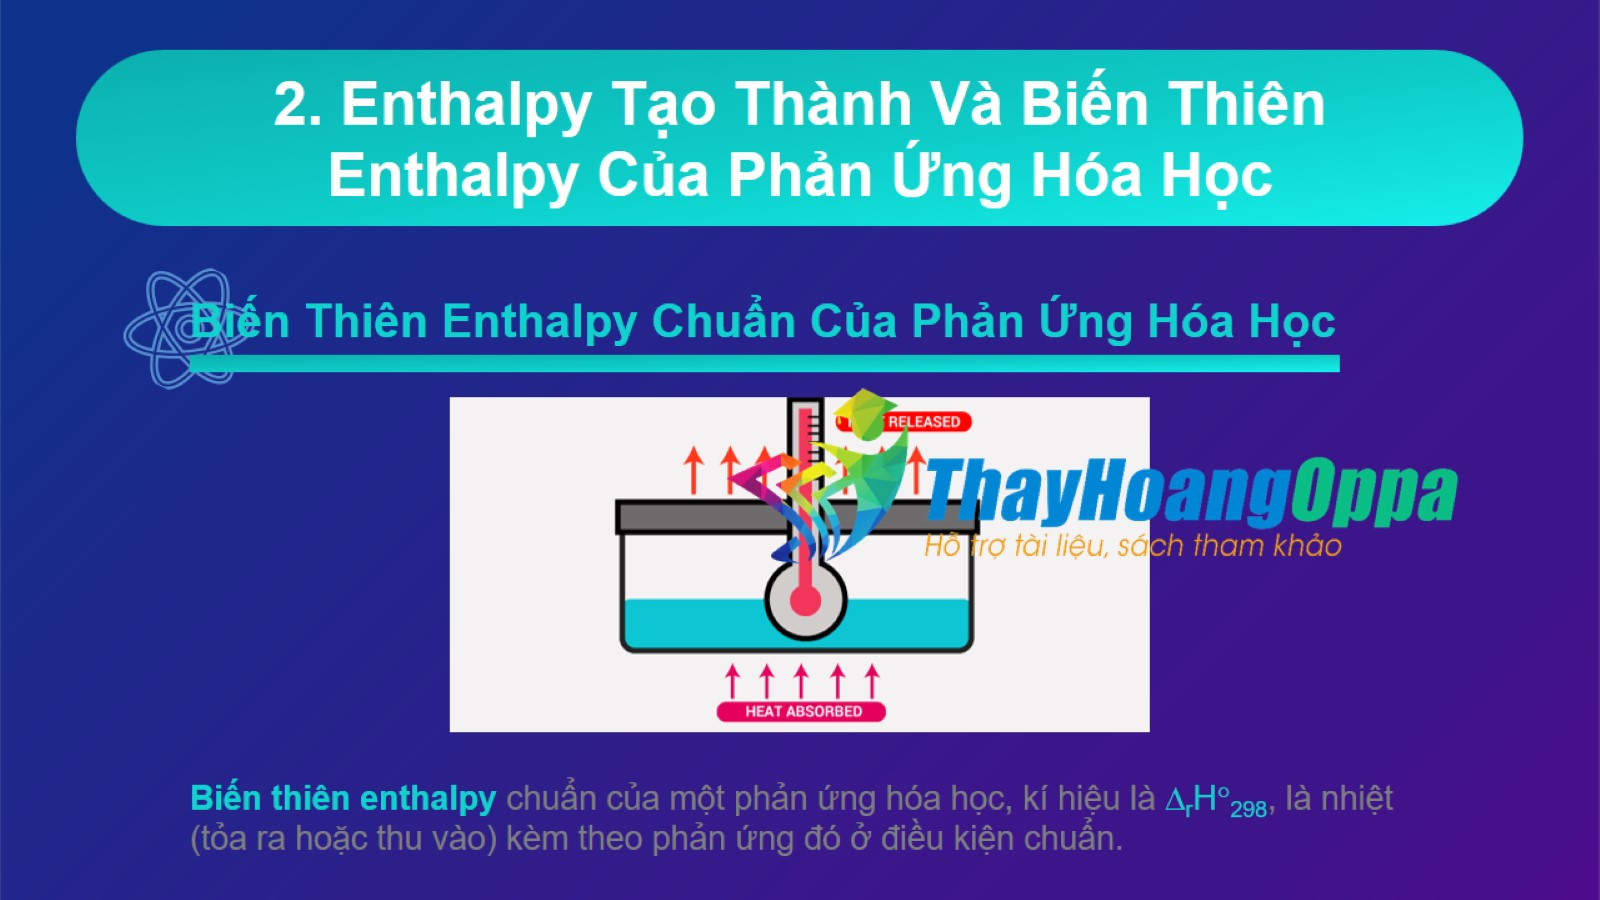 2. Enthalpy Tạo Thành Và Biến Thiên
Enthalpy Của Phản Ứng Hóa Học
Biến Thiên Enthalpy Chuẩn Của Phản Ứng Hóa Học
RELEASED
ThayHoangOppa
Hỗ trợ tài liệu, sách tham khảo
HEAT ABSORBED
Biến thiên enthalpy chuẩn của một phản ứng hóa học, kí hiệu là ΔrH°298, là nhiệt
(tỏa ra hoặc thu vào) kèm theo phản ứng đó ở điều kiện chuẩn.